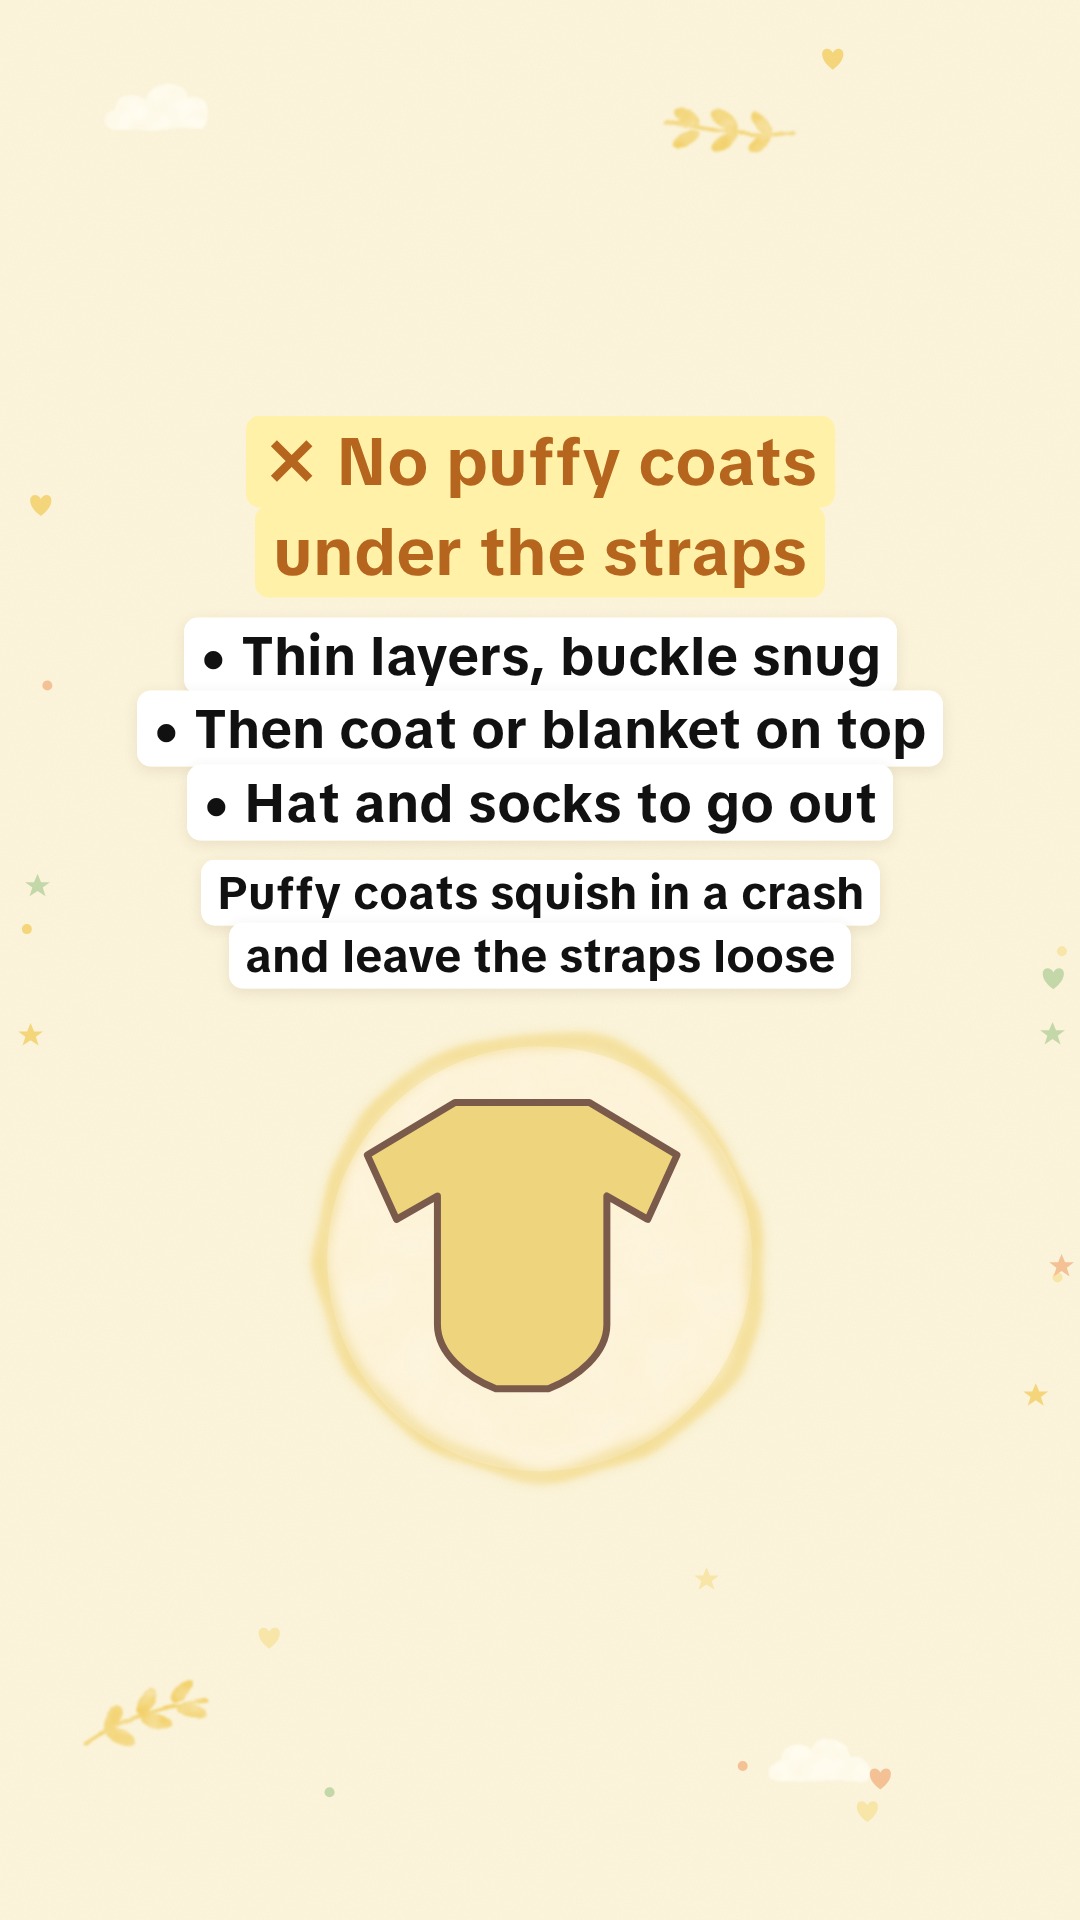 ✕ No puffy coats
under the straps
• Thin layers, buckle snug
• Then coat or blanket on top
• Hat and socks to go out
Puffy coats squish in a crash
and leave the straps loose